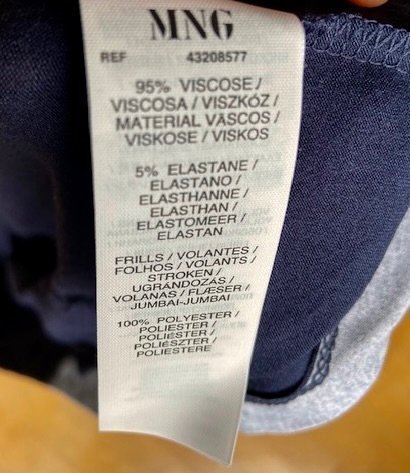 MNG
REF 43208577
95% VISCOSE /
VISCOSA / VISZKÓZ /
MATERIAL VÂSCOS /
VISKOSE / VISKOS
5% ELASTANE /
ELASTANO /
ELASTHANNE /
ELASTHAN /
ELASTOMEER /
ELASTAN
FRILLS / VOLANTES /
FOLHOS / VOLANTS /
STROKEN /
UGRANDOZÁS /
VOLANAS / FLÆSER /
JUMBAI-JUMBAI
100% POLYESTER /
POLIESTER /
POLIÉSTER /
POLIÉSZTER /
POLIESTERE